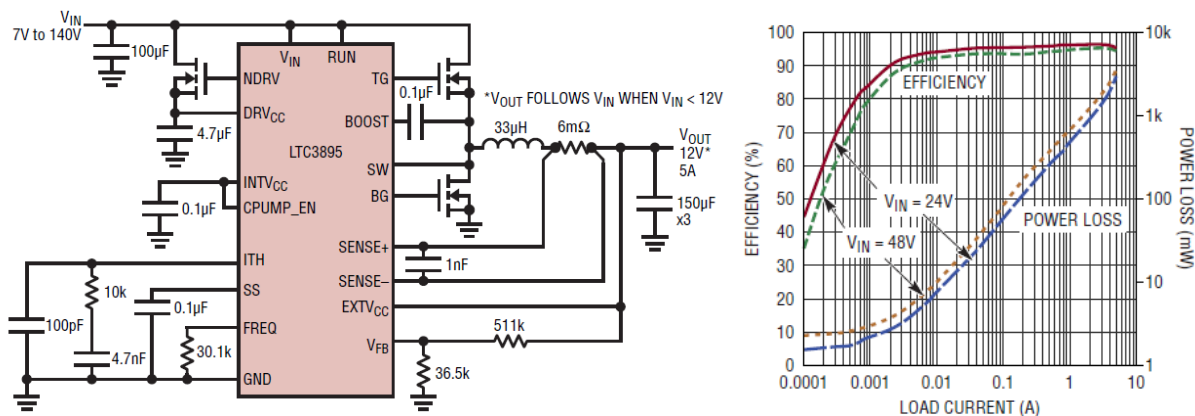 VIN
7V to 140V
100µF
VIN
RUN
NDRV
TG
0.1µF
*VOUT FOLLOWS VIN WHEN VIN < 12V
DRVCC
BOOST
4.7µF
33µH
6mΩ
VOUT
12V*
5A
LTC3895
SW
INTVCC
BG
0.1µF
CPUMP_EN
150µF
x3
SENSE+
1nF
ITH
SENSE–
10k
0.1µF
SS
EXTVCC
100pF
511k
FREQ
VFB
4.7nF
30.1k
36.5k
GND
100
90
80
70
60
50
40
30
20
10
0
EFFICIENCY (%)
EFFICIENCY
VIN = 24V
POWER LOSS
VIN = 48V
10k
1k
100
10
1
POWER LOSS (mW)
0.0001
0.001
0.01
0.1
1
10
LOAD CURRENT (A)